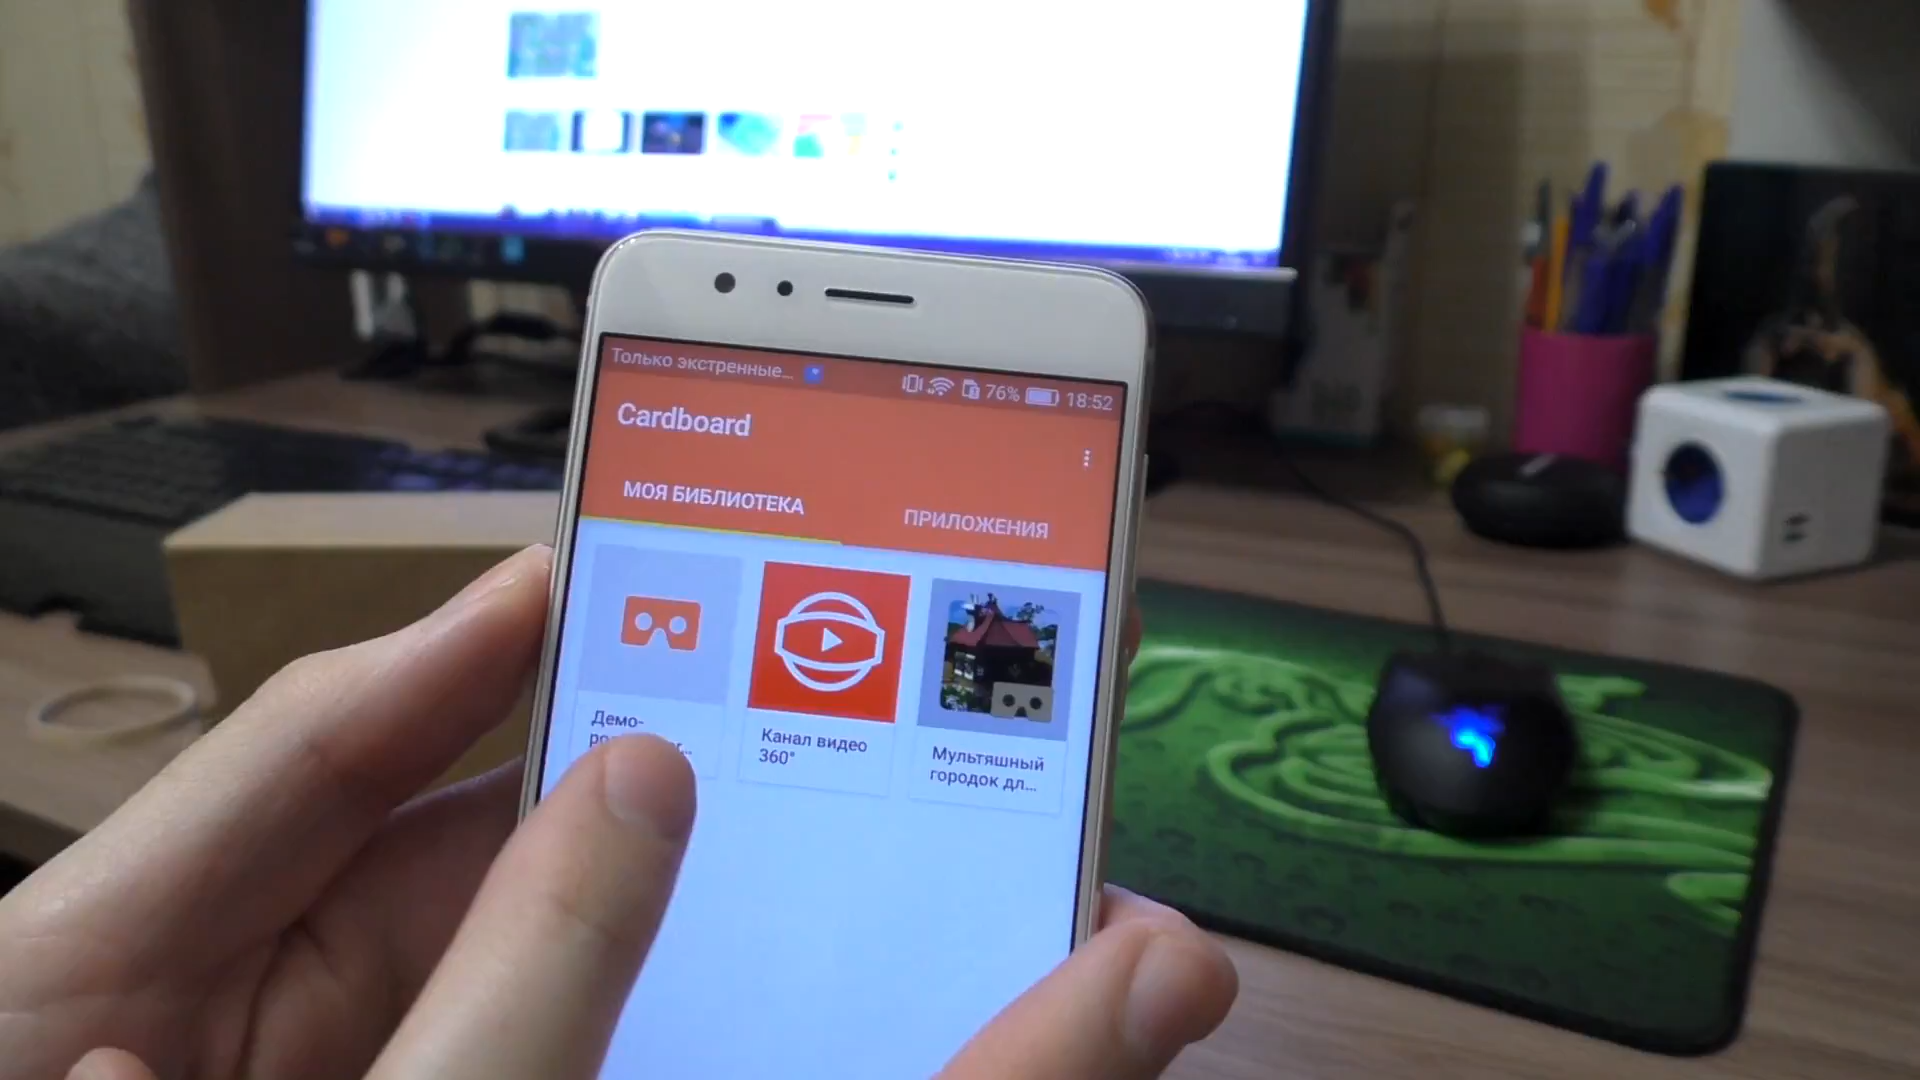 Только экстренные...
76% 18:52
Cardboard
МОЯ БИБЛИОТЕКА
ПРИЛОЖЕНИЯ
Демо-
Канал видео
360°
Мультяшный
городок дл...